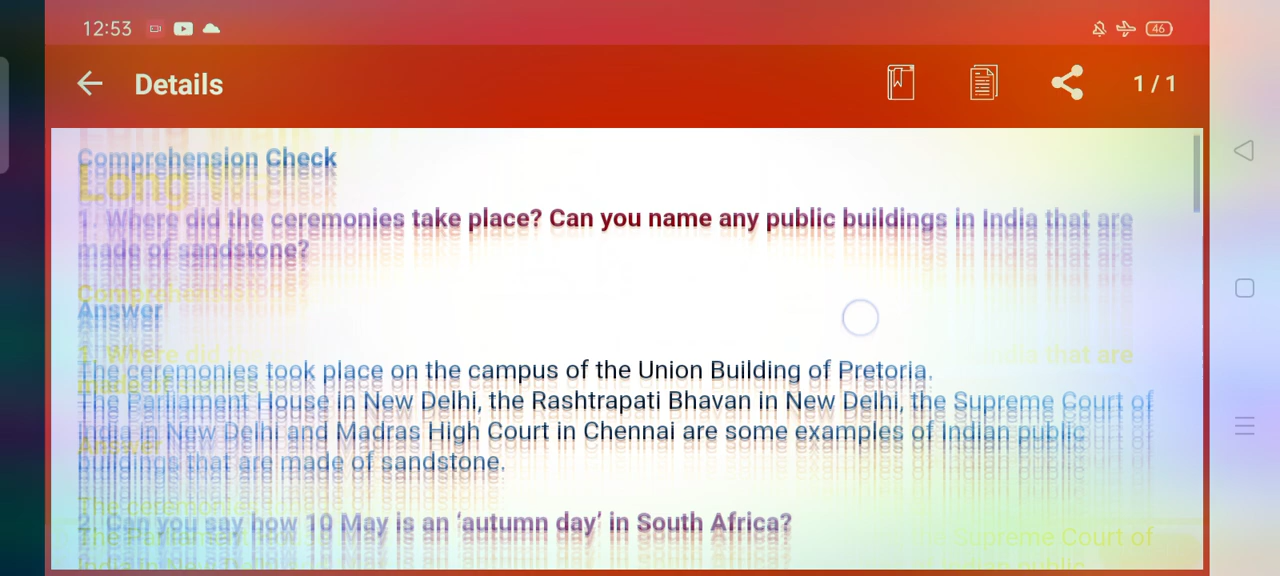 12:53
46
Details
1 / 1
Comprehension Check
Long
1. Where did the ceremonies take place? Can you name any public buildings in India that are
made of sandstone?
Answer
The ceremonies took place on the campus of the Union Building of Pretoria.
The Parliament House in New Delhi, the Rashtrapati Bhavan in New Delhi, the Supreme Court of
India in New Delhi and Madras High Court in Chennai are some examples of Indian public
buildings that are made of sandstone.
2. Can you say how 10 May is an ‘autumn day’ in South Africa?